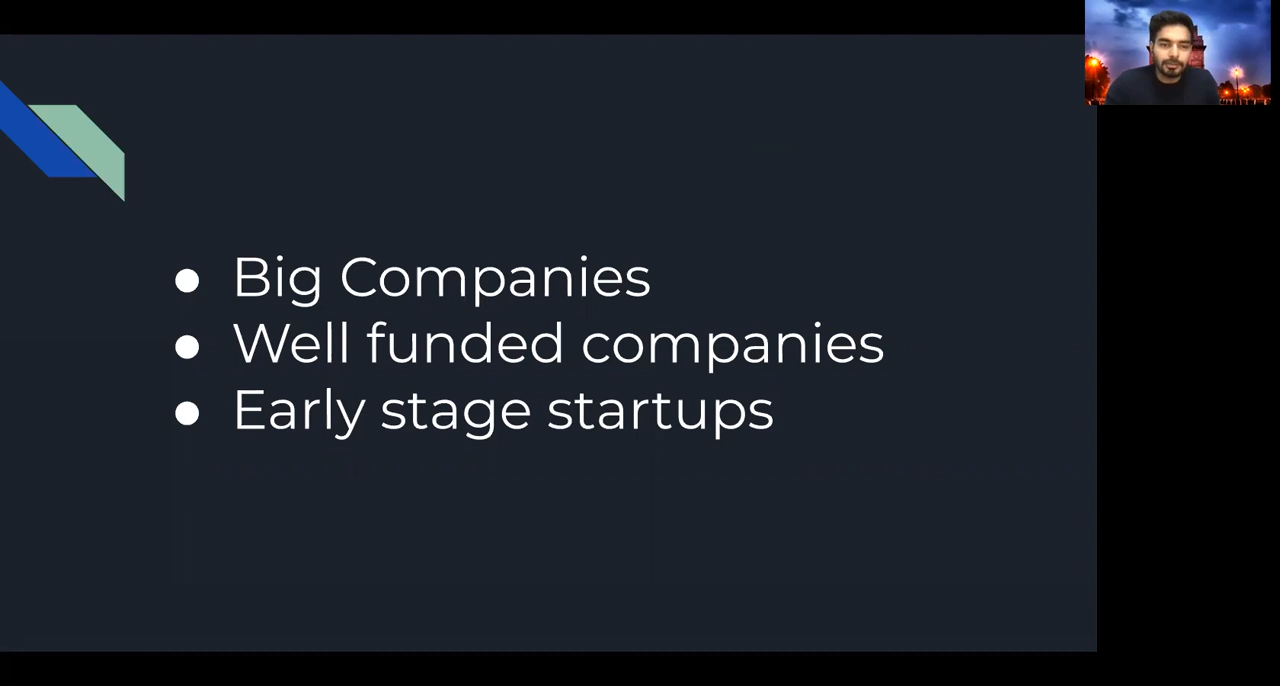 ● Big Companies
● Well funded companies
● Early stage startups